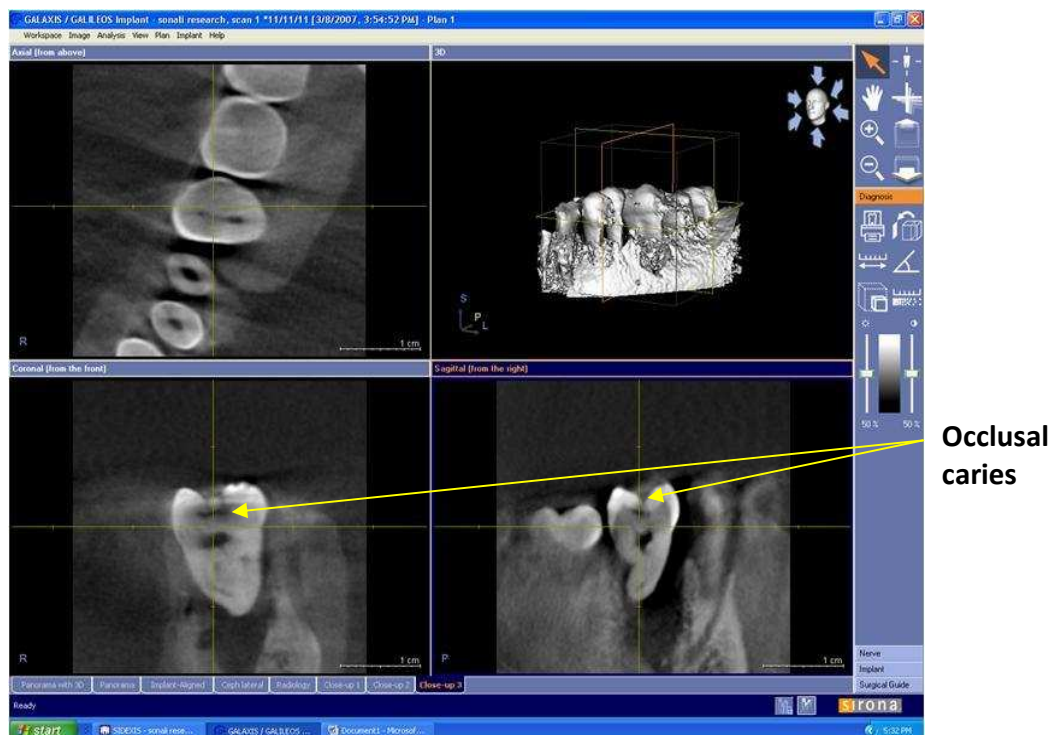 GALAXIS / GALILEOS Implant - sonali research, scan 1 *11/11/11 [3/8/2007, 3:54:52 PM] - Plan 1
Workspace Image Analysis View Plan Implant Help
Axial (from above)
3D
R
1 cm
S
P
L
Diagnosis
50 %
50 %
Coronal (from the front)
Sagittal (from the right)
Occlusal
caries
R
1 cm
P
1 cm
Nerve
Implant
Surgical Guide
Panorama with 3D
Panorama
Implant-Aligned
Ceph lateral
Radiology
Close-up 1
Close-up 2
Close-up 3
Ready
sirona
start
SIDEXIS - sonali rese...
GALAXIS / GALILEOS ...
Document1 - Microsof...
5:32 PM